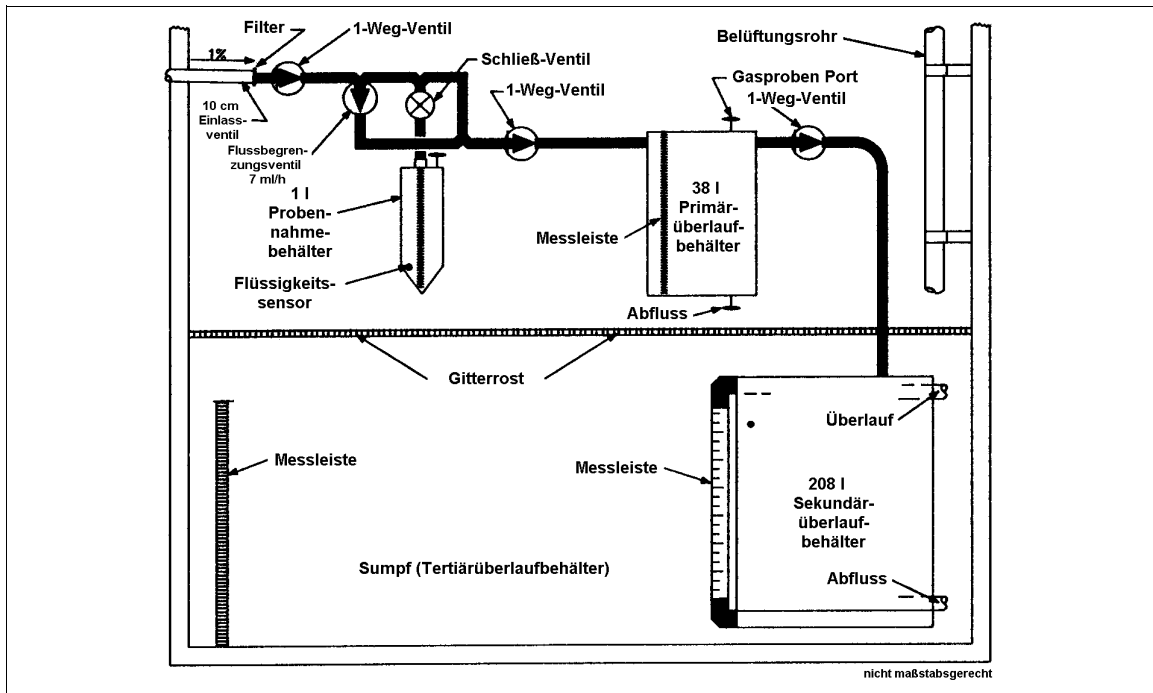 Filter
1-Weg-Ventil
Belüftungsrohr
1%
Schließ-Ventil
Gasproben Port
1-Weg-Ventil
1-Weg-Ventil
10 cm
Einlass-
ventil
Flussbegren-
zungsventil
7 ml/h
1 l
Proben-
nahme-
behälter
38 l
Primär-
überlauf-
behälter
Messleiste
Flüssigkeits-
sensor
Abfluss
Gitterrost
Überlauf
Messleiste
Messleiste
208 l
Sekundär-
überlauf-
behälter
Sumpf (Tertiärüberlaufbehälter)
Abfluss
nicht maßstabsgerecht